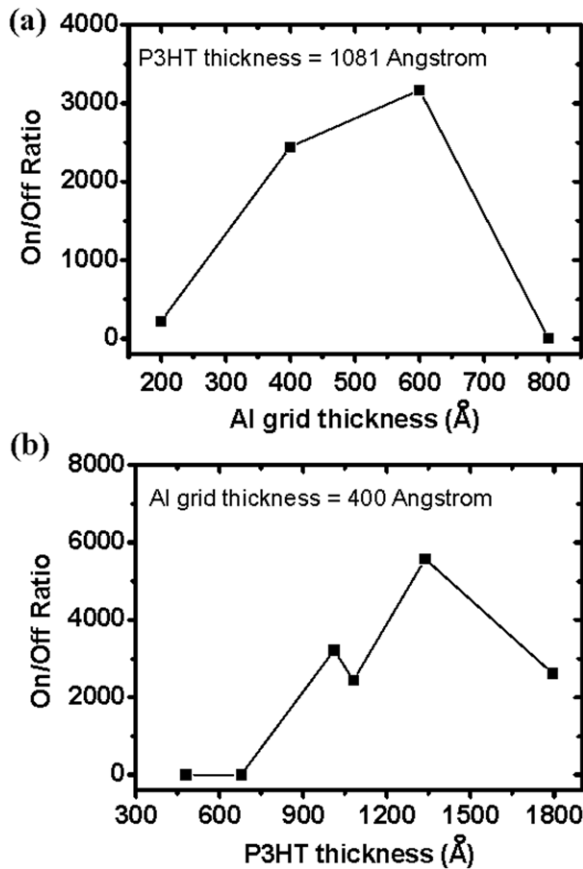 (a)
4000
3000
2000
1000
0
On/Off Ratio
P3HT thickness = 1081 Angstrom
200 300 400 500 600 700 800
Al grid thickness (Å)
(b)
8000
6000
4000
2000
0
On/Off Ratio
Al grid thickness = 400 Angstrom
300 600 900 1200 1500 1800
P3HT thickness (Å)